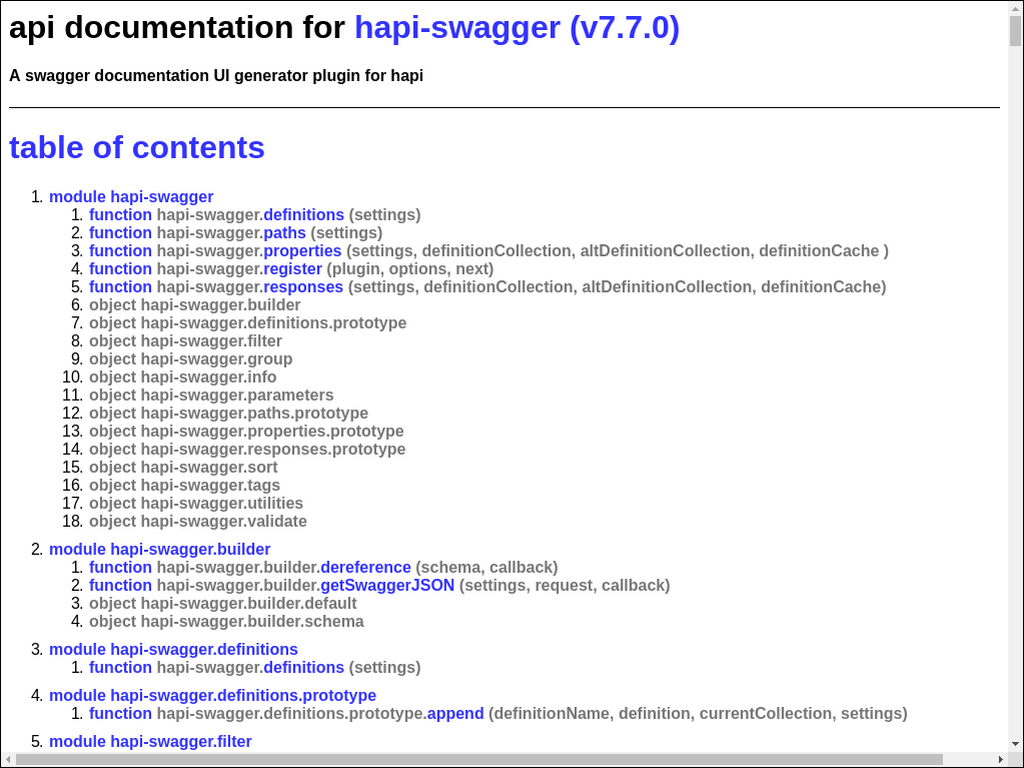 api documentation for hapi-swagger (v7.7.0)
A swagger documentation UI generator plugin for hapi
table of contents
1. module hapi-swagger
1. function hapi-swagger.definitions (settings)
2. function hapi-swagger.paths (settings)
3. function hapi-swagger.properties (settings, definitionCollection, altDefinitionCollection, definitionCache )
4. function hapi-swagger.register (plugin, options, next)
5. function hapi-swagger.responses (settings, definitionCollection, altDefinitionCollection, definitionCache)
6. object hapi-swagger.builder
7. object hapi-swagger.definitions.prototype
8. object hapi-swagger.filter
9. object hapi-swagger.group
10. object hapi-swagger.info
11. object hapi-swagger.parameters
12. object hapi-swagger.paths.prototype
13. object hapi-swagger.properties.prototype
14. object hapi-swagger.responses.prototype
15. object hapi-swagger.sort
16. object hapi-swagger.tags
17. object hapi-swagger.utilities
18. object hapi-swagger.validate
2. module hapi-swagger.builder
1. function hapi-swagger.builder.dereference (schema, callback)
2. function hapi-swagger.builder.getSwaggerJSON (settings, request, callback)
3. object hapi-swagger.builder.default
4. object hapi-swagger.builder.schema
3. module hapi-swagger.definitions
1. function hapi-swagger.definitions (settings)
4. module hapi-swagger.definitions.prototype
1. function hapi-swagger.definitions.prototype.append (definitionName, definition, currentCollection, settings)
5. module hapi-swagger.filter